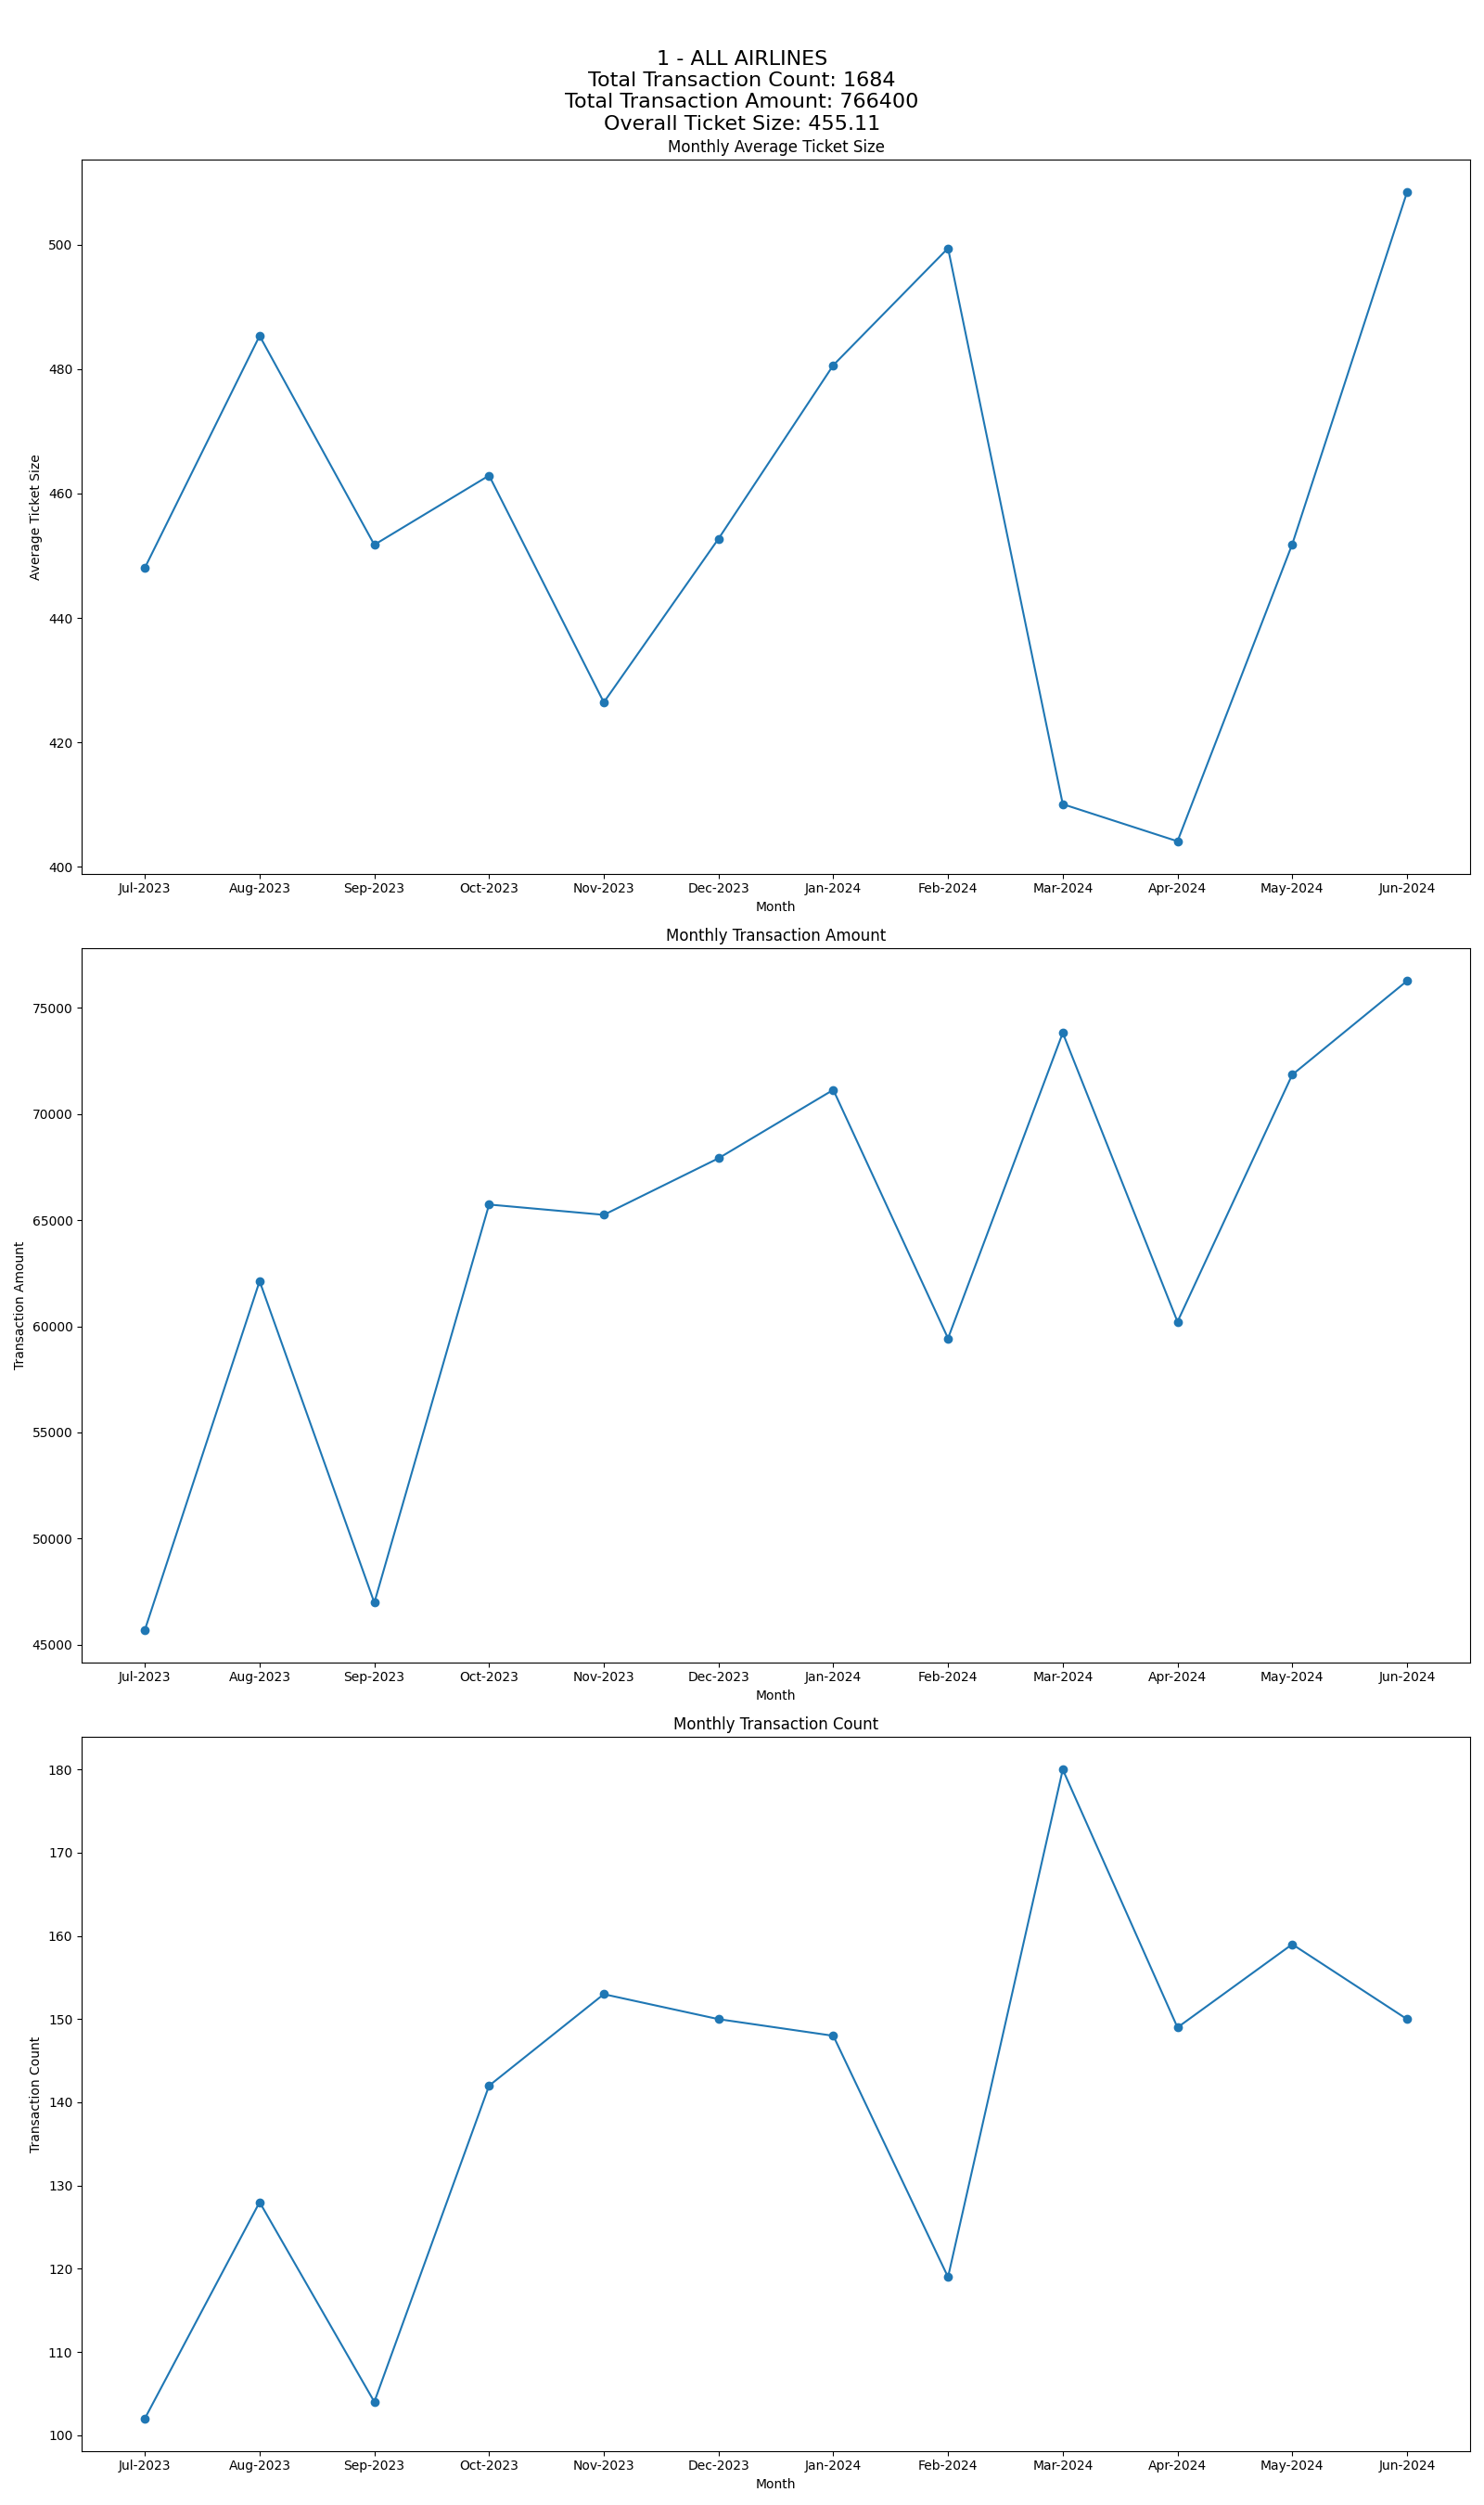 1 - ALL AIRLINES
Total Transaction Count: 1684
Total Transaction Amount: 766400
Overall Ticket Size: 455.11
Monthly Average Ticket Size
Average Ticket Size
500
480
460
440
420
400
Jul-2023 Aug-2023 Sep-2023 Oct-2023 Nov-2023 Dec-2023 Jan-2024 Feb-2024 Mar-2024 Apr-2024 May-2024 Jun-2024
Month
Monthly Transaction Amount
Transaction Amount
75000
70000
65000
60000
55000
50000
45000
Jul-2023 Aug-2023 Sep-2023 Oct-2023 Nov-2023 Dec-2023 Jan-2024 Feb-2024 Mar-2024 Apr-2024 May-2024 Jun-2024
Month
Monthly Transaction Count
Transaction Count
180
170
160
150
140
130
120
110
100
Jul-2023 Aug-2023 Sep-2023 Oct-2023 Nov-2023 Dec-2023 Jan-2024 Feb-2024 Mar-2024 Apr-2024 May-2024 Jun-2024
Month